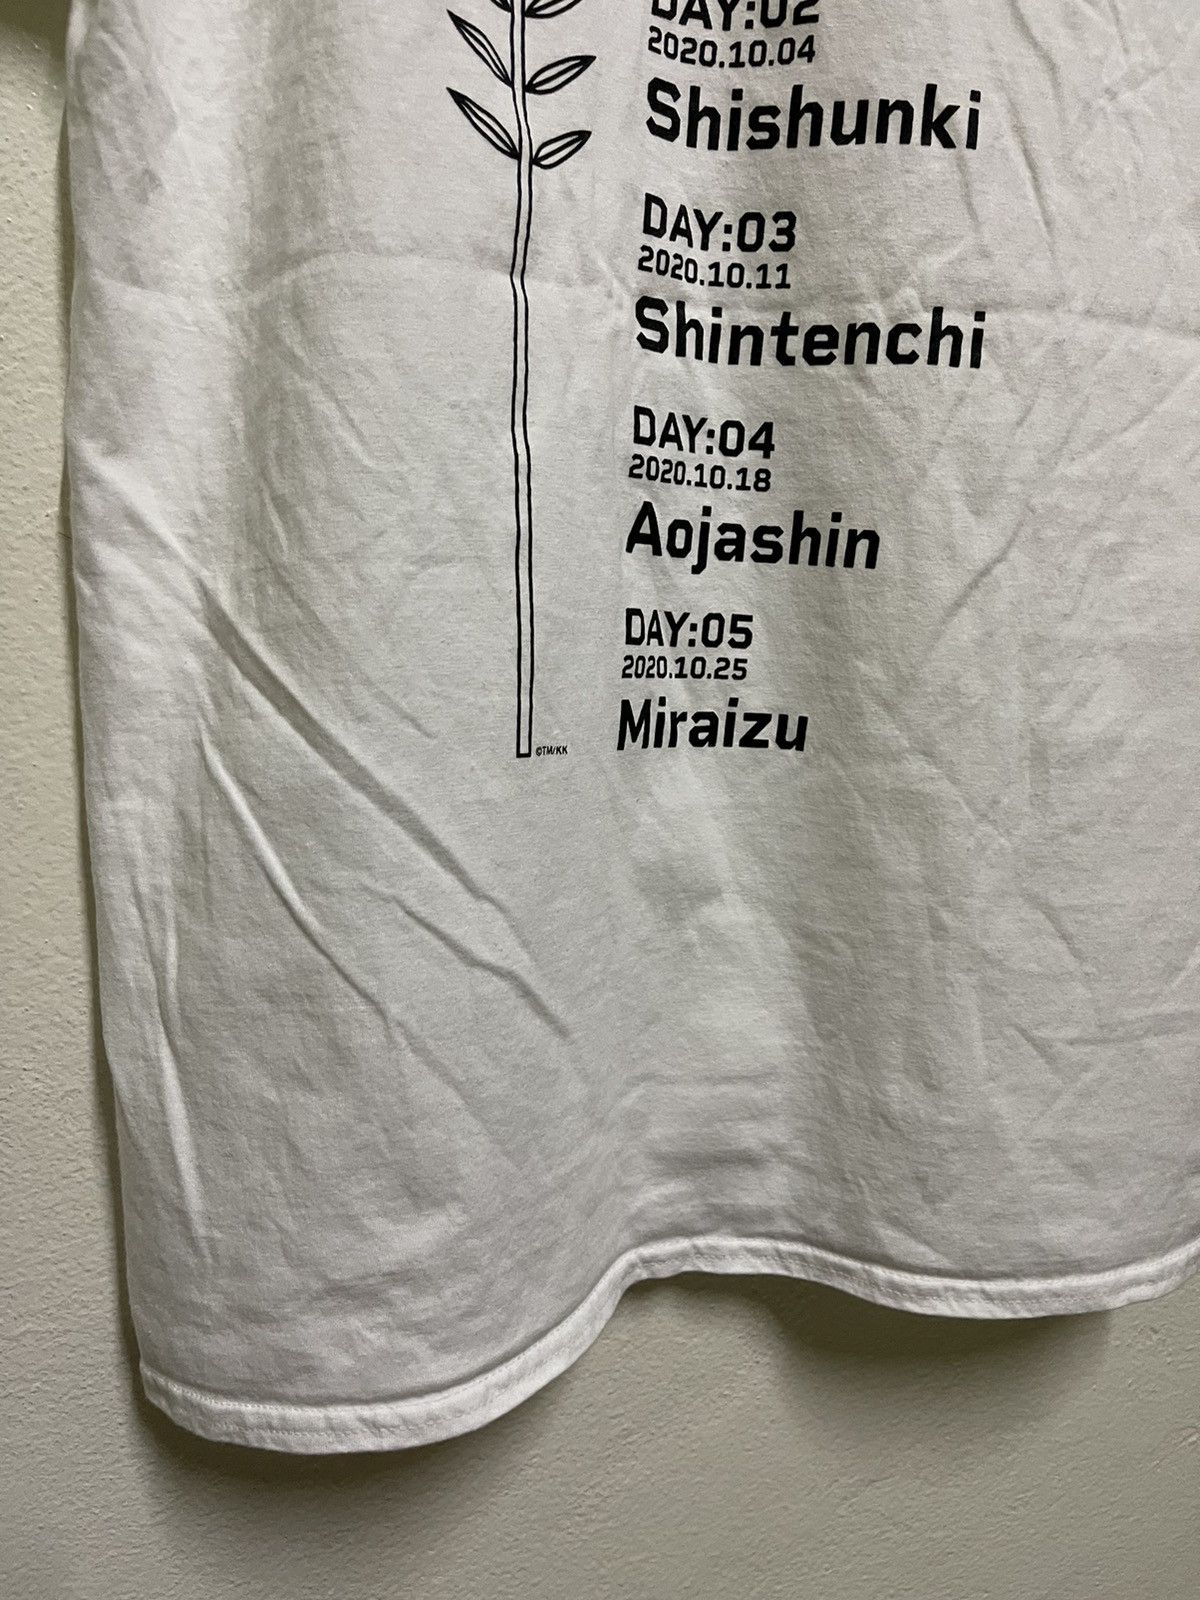 DAY:02
2020.10.04
Shishunki
DAY:03
2020.10.11
Shintenchi
DAY:04
2020.10.18
Aojashin
DAY:05
2020.10.25
Miraizu
©TM/KK